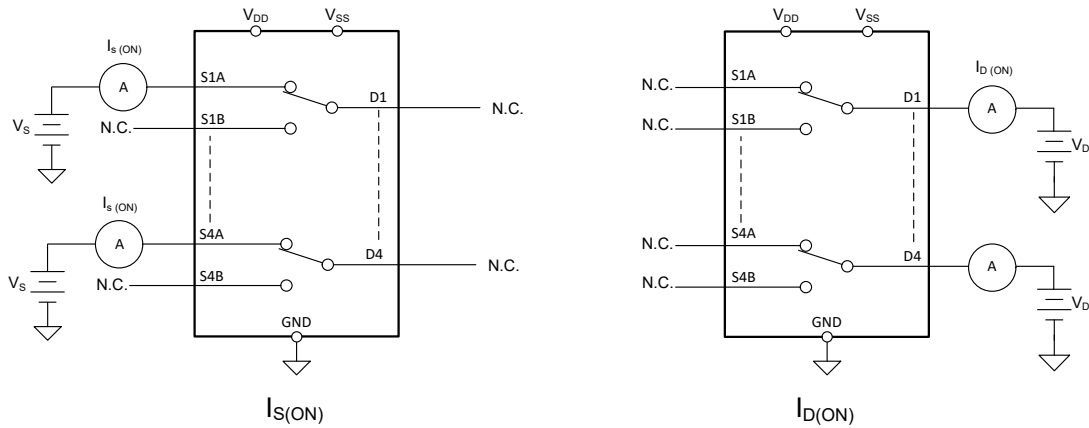 VDD VSS
Is (ON)
A
S1A
D1
N.C.
VS
N.C.
S1B
Is (ON)
A
S4A
D4
N.C.
VS
N.C.
S4B
GND
IS(ON)
VDD VSS
N.C.
S1A
ID (ON)
D1
A
N.C.
S1B
VD
N.C.
S4A
D4
A
N.C.
S4B
VD
GND
ID(ON)